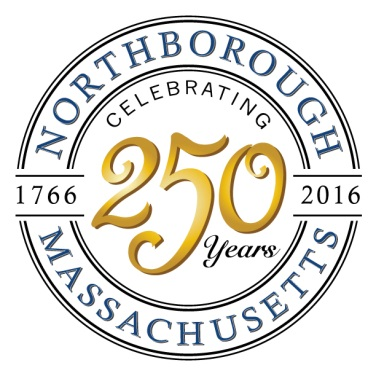 NORTHBOROUGH
CELEBRATING
1766 250 2016
Years
MASSACHUSETTS